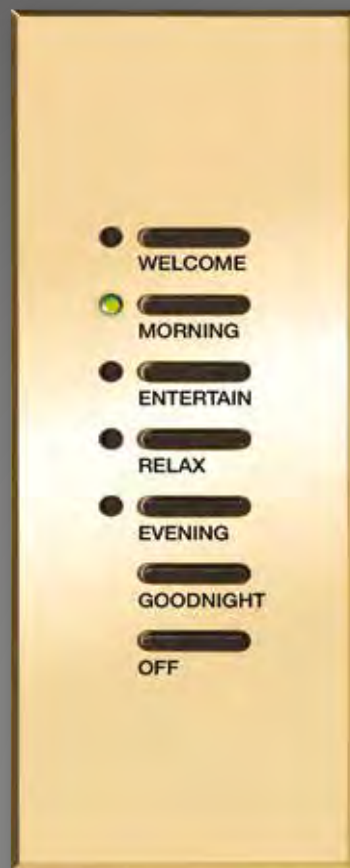 WELCOME
MORNING
ENTERTAIN
RELAX
EVENING
GOODNIGHT
OFF